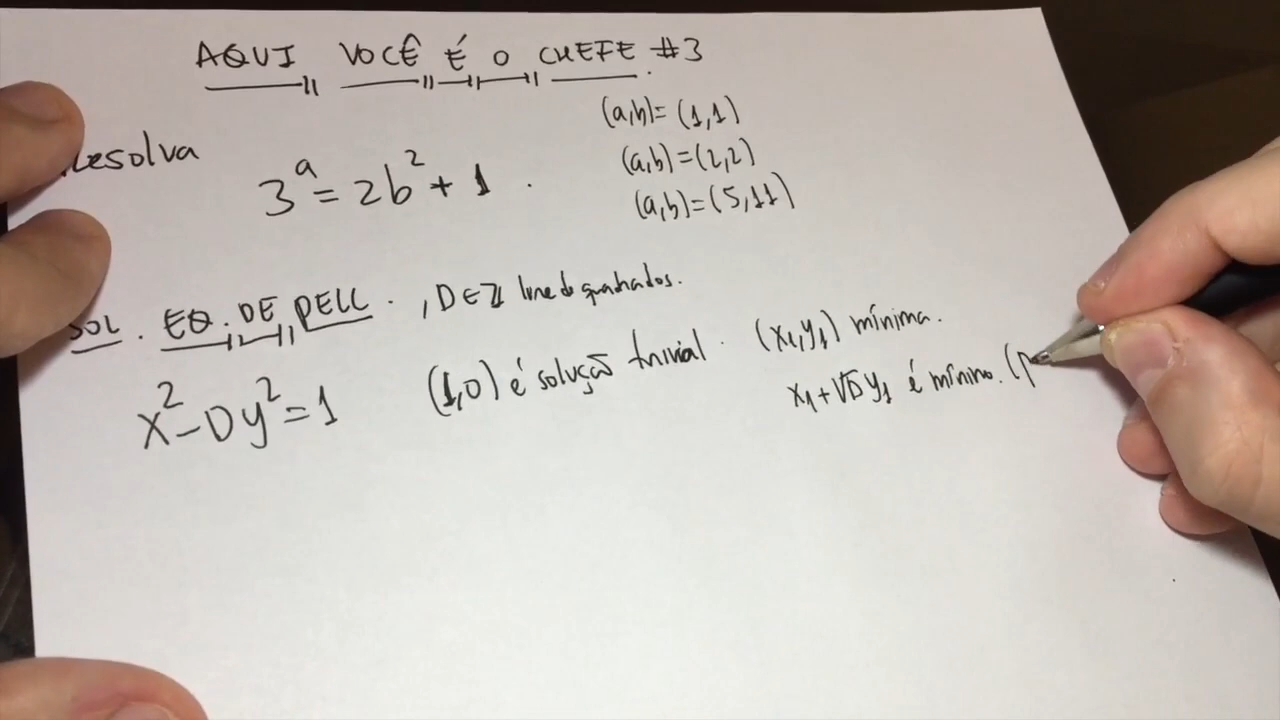 AQUI VOCÊ É O CHEFE #3
(a,b)=(1,1)
(a,b)=(2,2)
(a,b)=(5,11)
esolva
3^a=2b^2+1.
SOL. EQ. DE PELL. , D∈ℤ livre de quadrados.
x^2-Dy^2=1 (1,0) é solução trivial. (x₁,y₁) mínima.
x₁+√D y₁ é mínimo. (